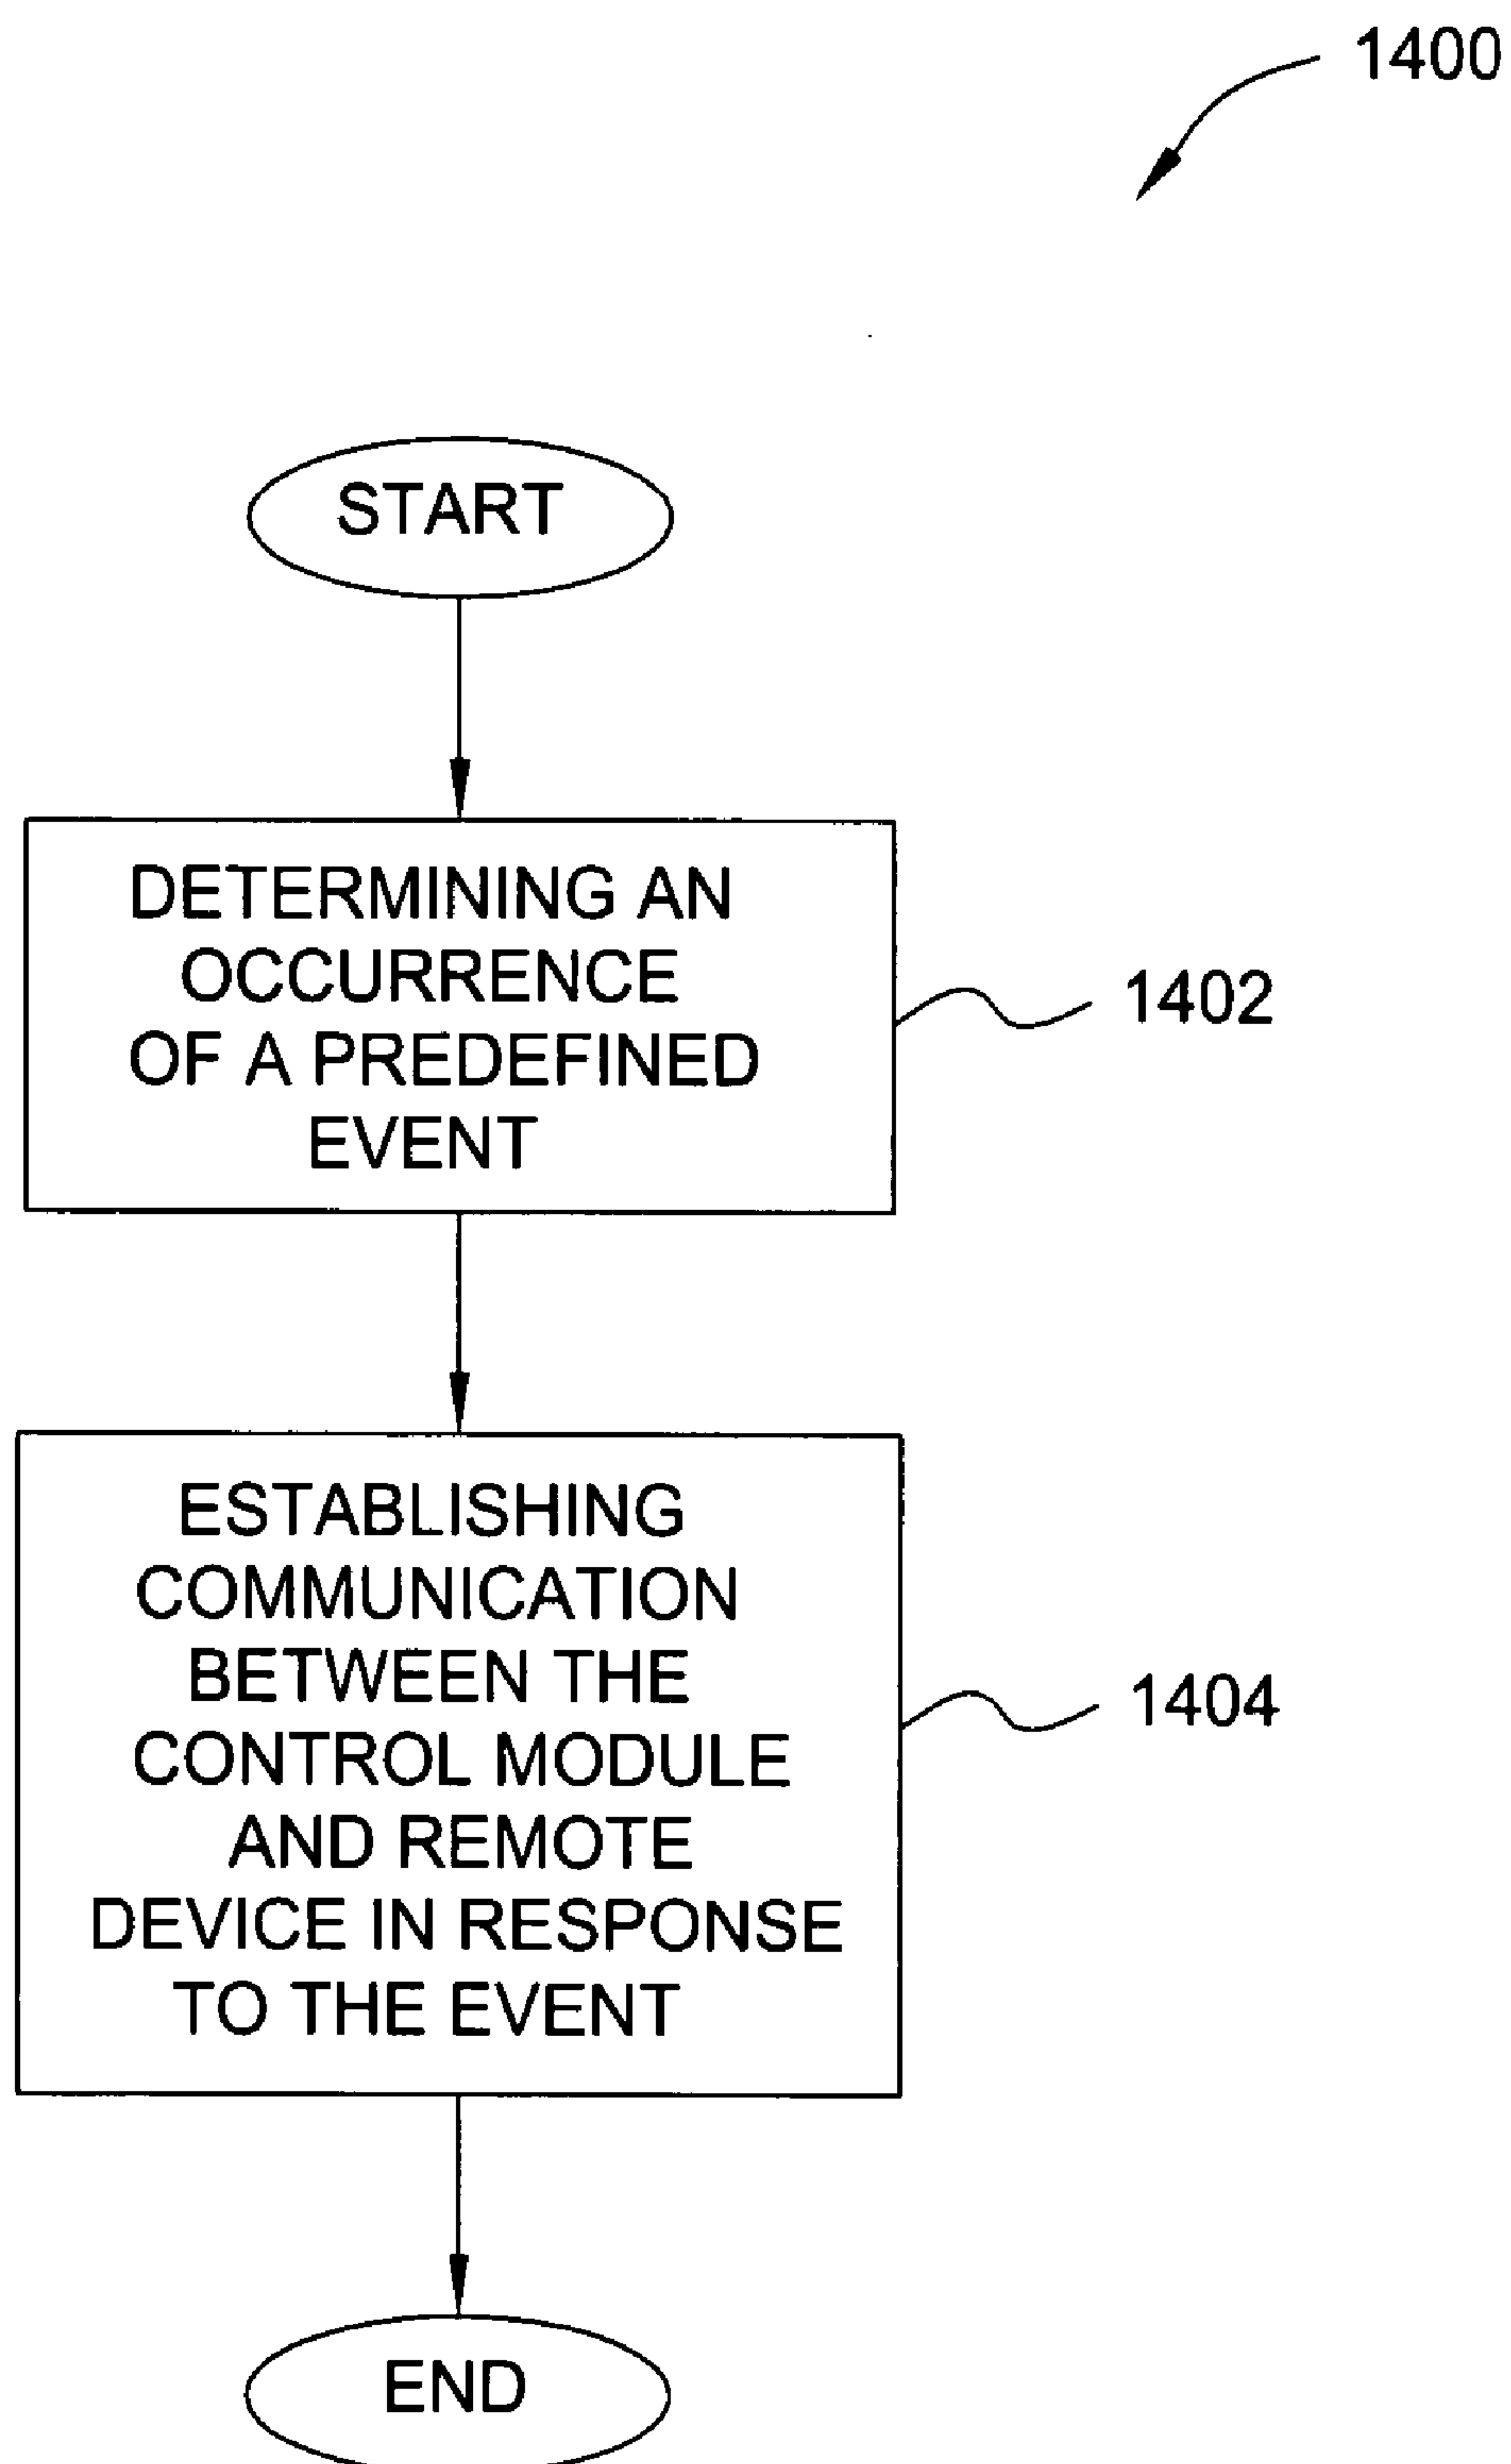 1400
START
DETERMINING AN
OCCURRENCE
OF A PREDEFINED
EVENT
1402
ESTABLISHING
COMMUNICATION
BETWEEN THE
CONTROL MODULE
AND REMOTE
DEVICE IN RESPONSE
TO THE EVENT
1404
END